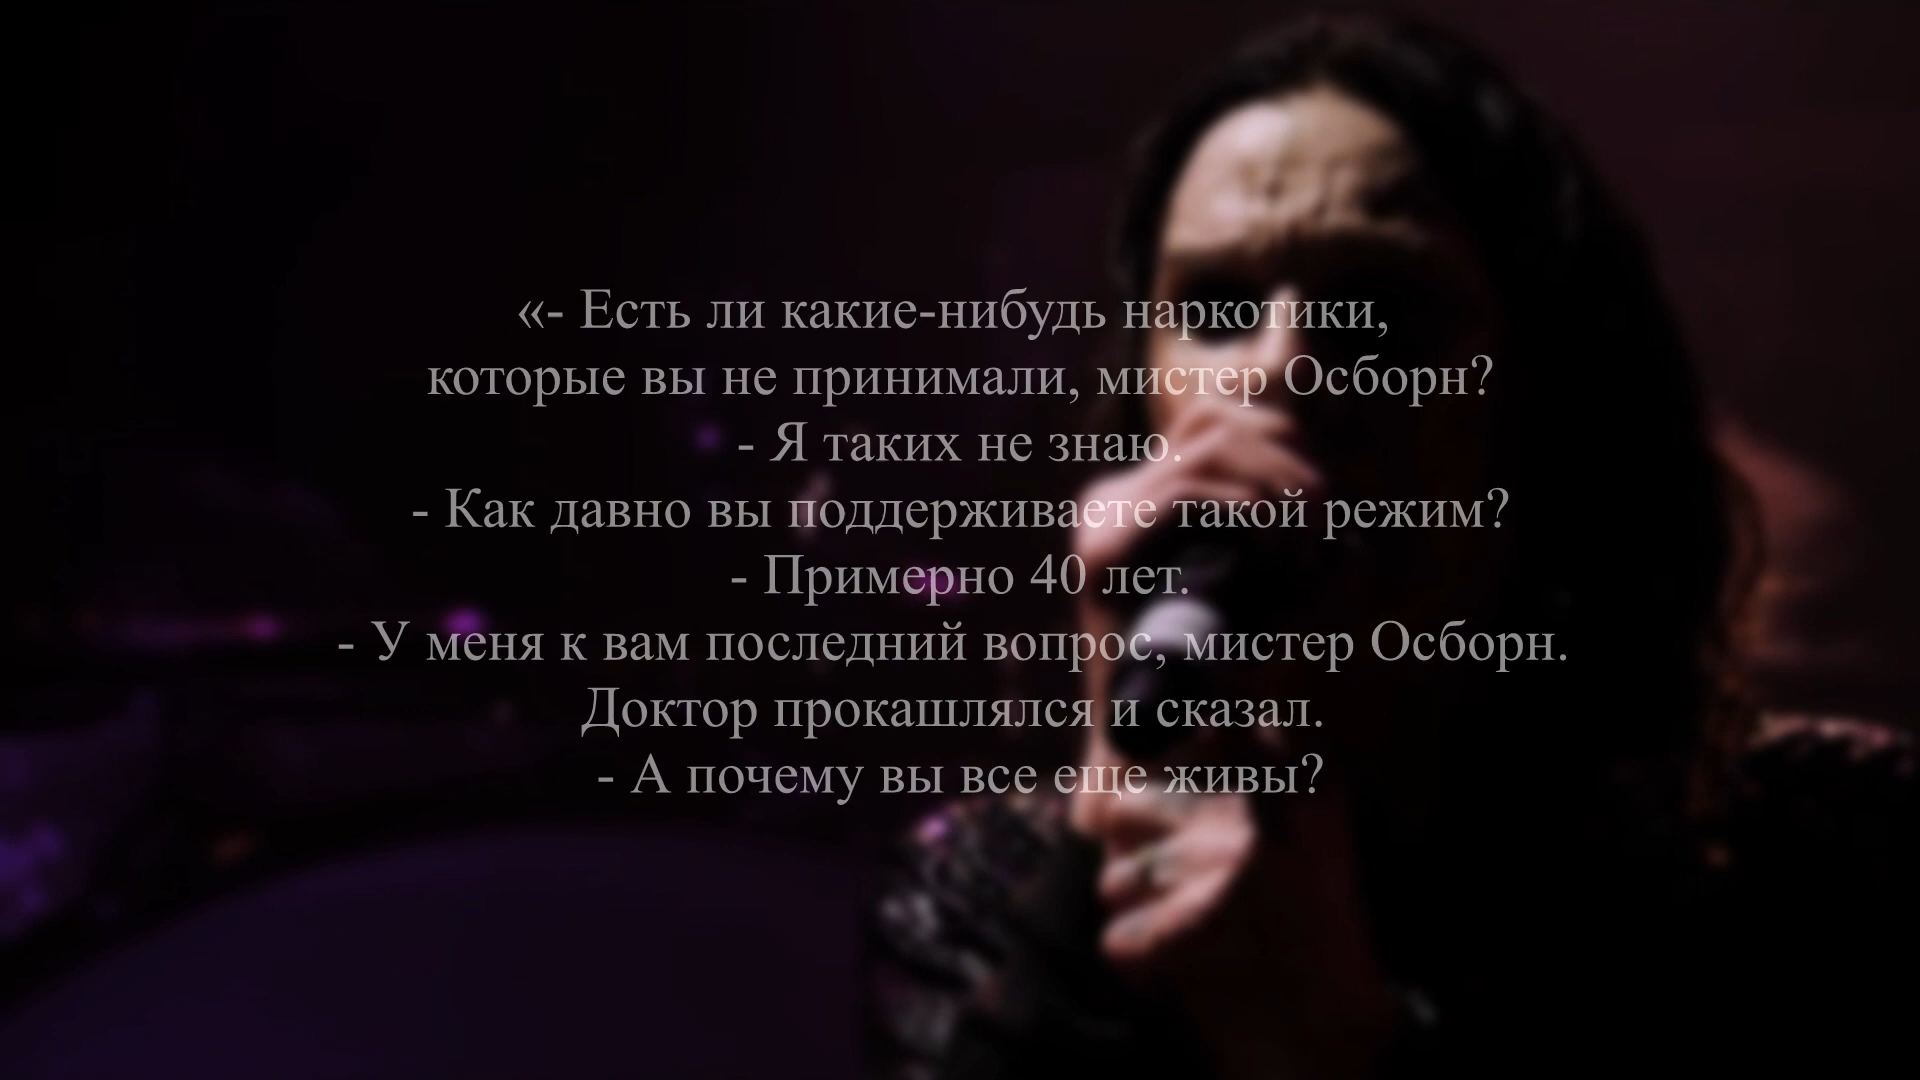 «- Есть ли какие-нибудь наркотики,
которые вы не принимали, мистер Осборн?
- Я таких не знаю.
- Как давно вы поддерживаете такой режим?
- Примерно 40 лет.
- У меня к вам последний вопрос, мистер Осборн.
Доктор прокашлялся и сказал.
- А почему вы все еще живы?